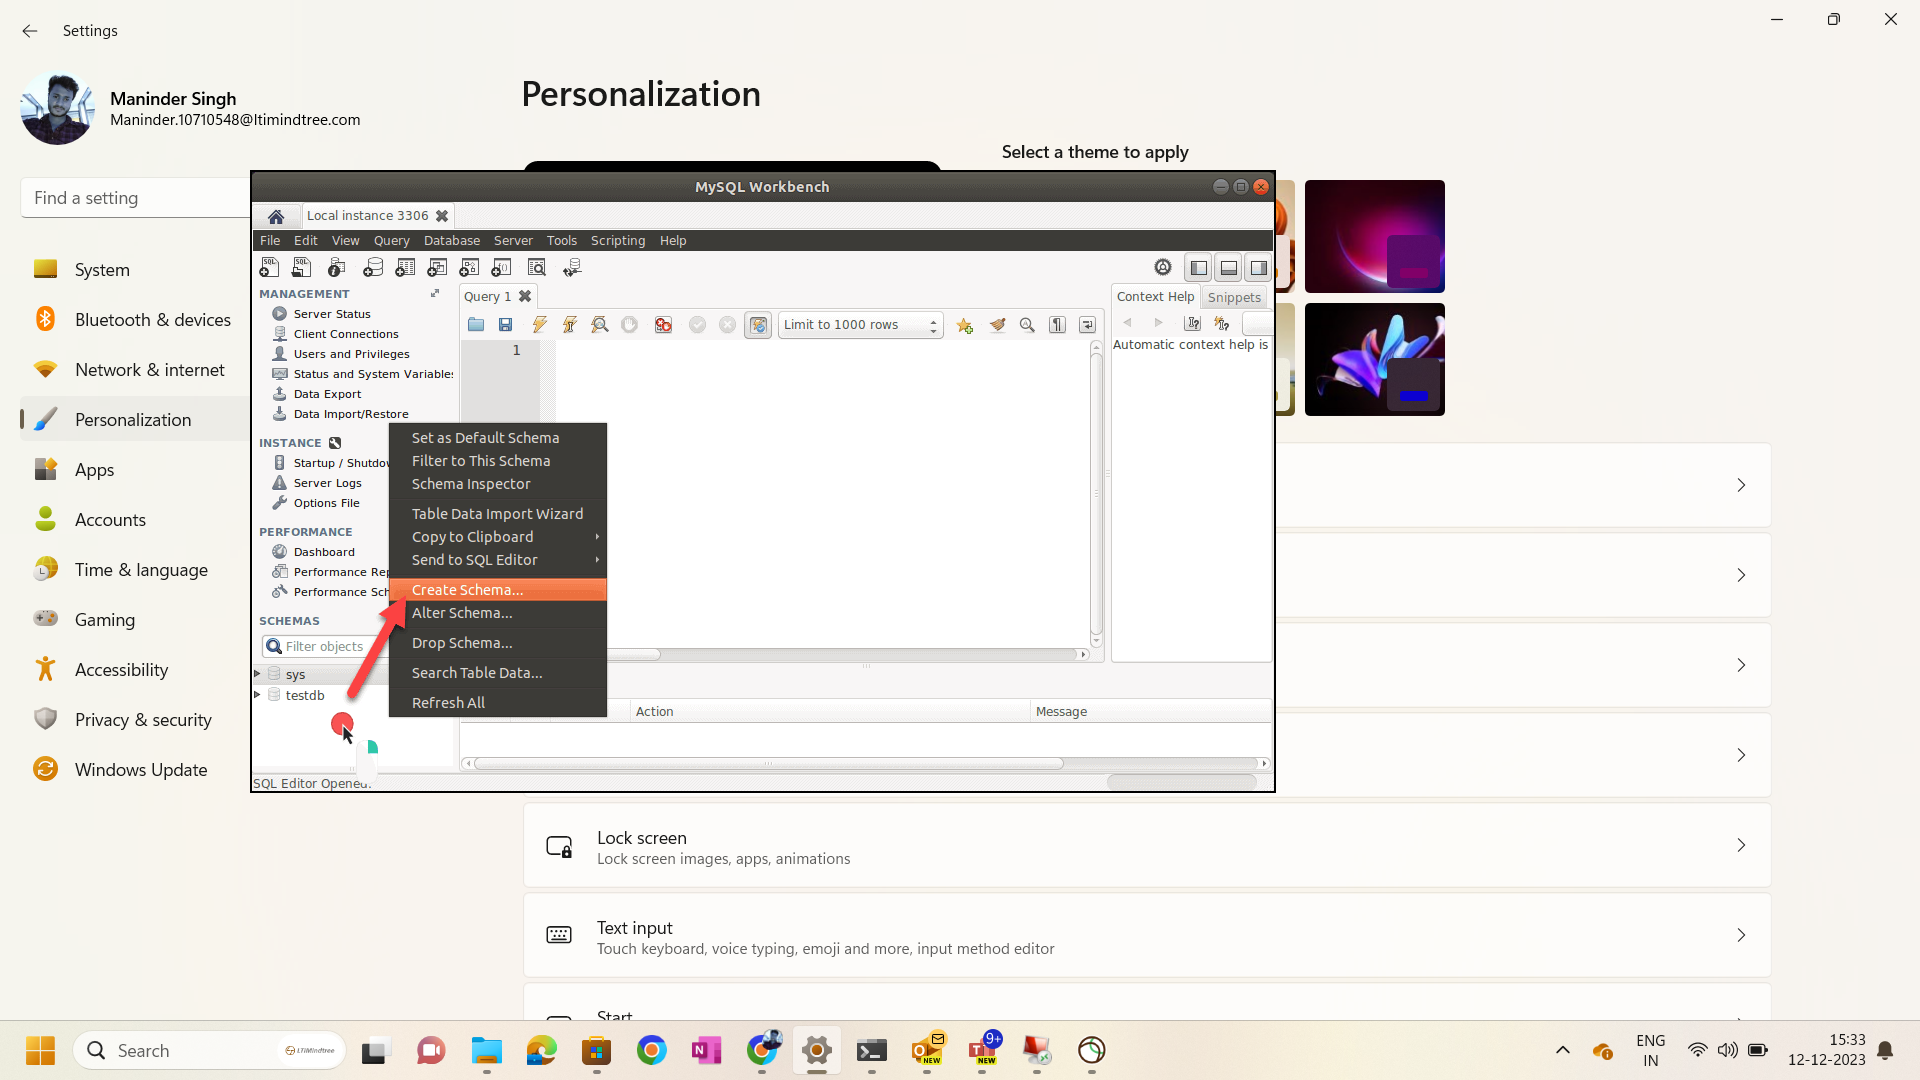 Settings
Maninder Singh
Maninder.10710548@ltimindtree.com
Find a setting
System
Bluetooth & devices
Network & internet
Personalization
Apps
Accounts
Time & language
Gaming
Accessibility
Privacy & security
Windows Update
Personalization
Select a theme to apply
MySQL Workbench
Local instance 3306
File Edit View Query Database Server Tools Scripting Help
MANAGEMENT
Server Status
Client Connections
Users and Privileges
Status and System Variables
Data Export
Data Import/Restore
INSTANCE
Startup / Shutdow
Server Logs
Options File
PERFORMANCE
Dashboard
Performance Rep
Performance Sch
SCHEMAS
Filter objects
sys
testdb
SQL Editor Opened.
Query 1
Limit to 1000 rows
1
Context Help Snippets
Automatic context help is
Set as Default Schema
Filter to This Schema
Schema Inspector
Table Data Import Wizard
Copy to Clipboard
Send to SQL Editor
Create Schema...
Alter Schema...
Drop Schema...
Search Table Data...
Refresh All
Action Message
Lock screen
Lock screen images, apps, animations
Text input
Touch keyboard, voice typing, emoji and more, input method editor
Start
Search
LTIMindtree
NEW
9+
NEW
ENG
IN
15:33
12-12-2023